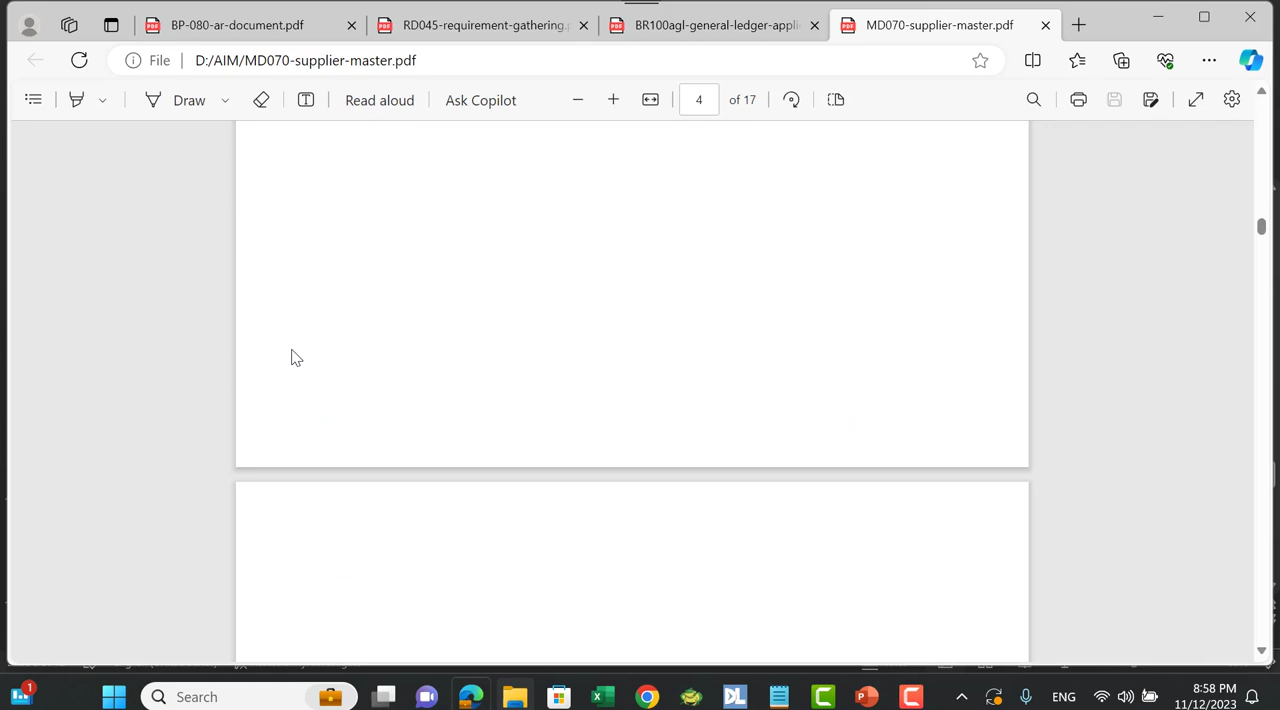 BP-080-ar-document.pdf
RD045-requirement-gathering.
BR100agl-general-ledger-appli
MD070-supplier-master.pdf
File
D:/AIM/MD070-supplier-master.pdf
Draw
Read aloud
Ask Copilot
4
of 17
1
Search
DL
ENG
8:58 PM
11/12/2023